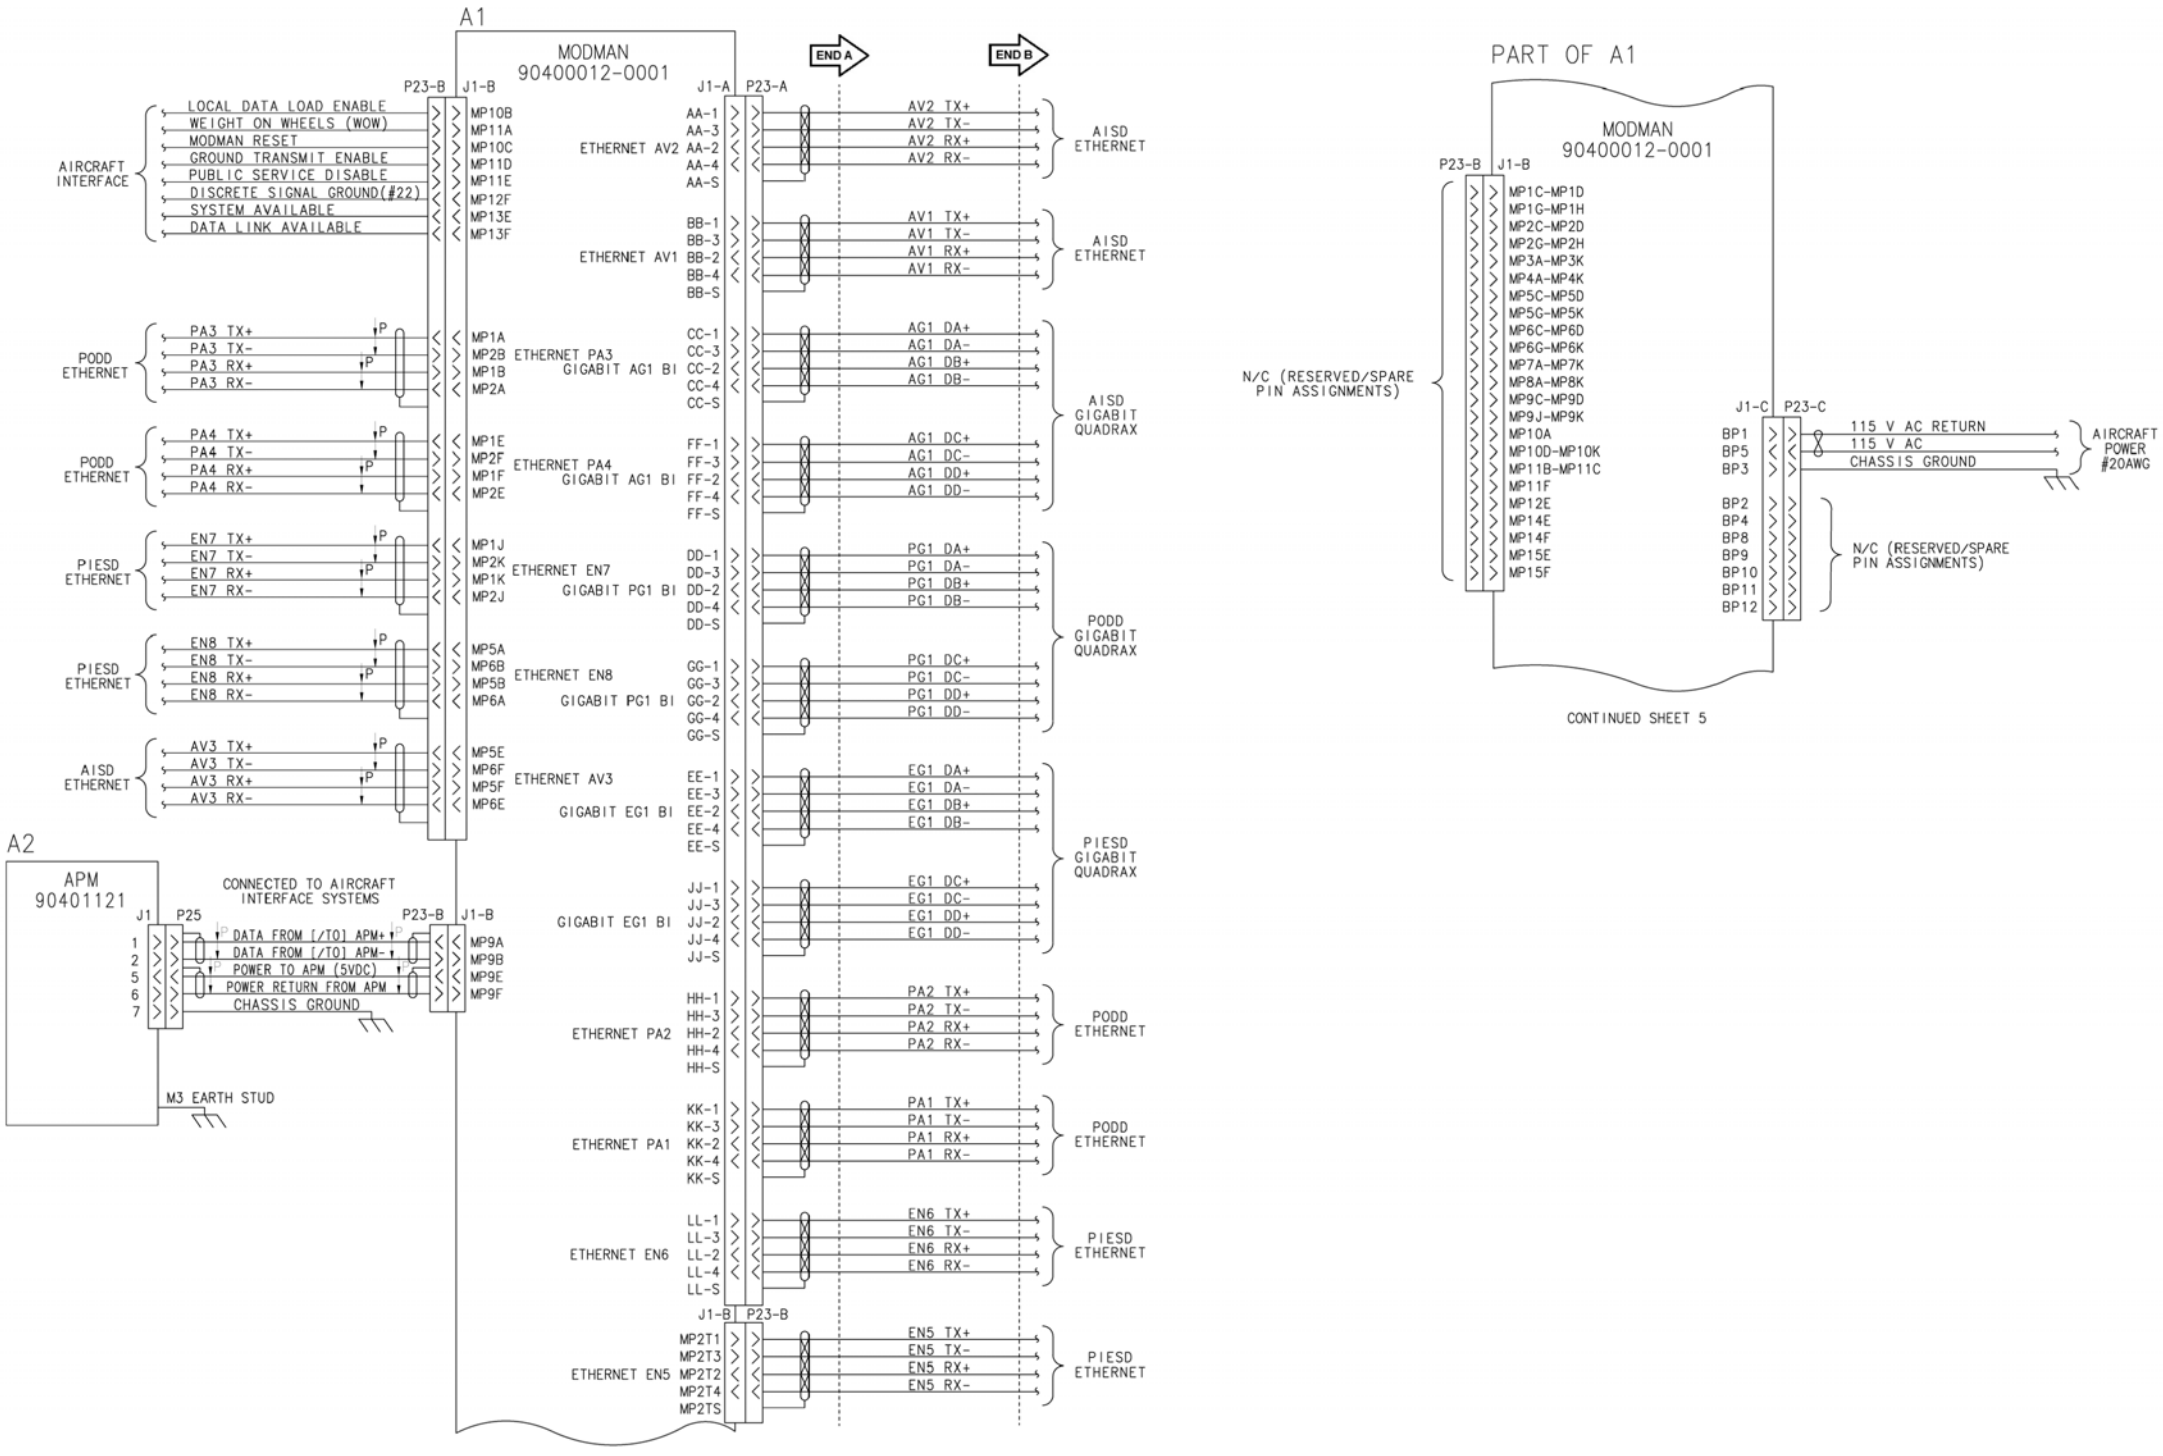 A1
MODMAN
90400012-0001
END A
END B
P23-B J1-B
J1-A P23-A
AIRCRAFT
INTERFACE
LOCAL DATA LOAD ENABLE
WEIGHT ON WHEELS (WOW)
MODMAN RESET
GROUND TRANSMIT ENABLE
PUBLIC SERVICE DISABLE
DISCRETE SIGNAL GROUND(#22)
SYSTEM AVAILABLE
DATA LINK AVAILABLE
MP10B
MP11A
MP10C
MP11D
MP11E
MP12F
MP13E
MP13F
PODD
ETHERNET
PA3 TX+
PA3 TX-
PA3 RX+
PA3 RX-
P
P
MP1A
MP2B
MP1B
MP2A
ETHERNET PA3
PODD
ETHERNET
PA4 TX+
PA4 TX-
PA4 RX+
PA4 RX-
P
P
MP1E
MP2F
MP1F
MP2E
ETHERNET PA4
PIESD
ETHERNET
EN7 TX+
EN7 TX-
EN7 RX+
EN7 RX-
P
P
MP1J
MP2K
MP1K
MP2J
ETHERNET EN7
PIESD
ETHERNET
EN8 TX+
EN8 TX-
EN8 RX+
EN8 RX-
P
P
MP5A
MP6B
MP5B
MP6A
ETHERNET EN8
AISD
ETHERNET
AV3 TX+
AV3 TX-
AV3 RX+
AV3 RX-
P
P
MP5E
MP6F
MP5F
MP6E
ETHERNET AV3
A2
APM
90401121
J1 P25
CONNECTED TO AIRCRAFT
INTERFACE SYSTEMS
P23-B J1-B
1
2
5
6
7
P
P
P
P
DATA FROM [/TO] APM+
DATA FROM [/TO] APM-
POWER TO APM (5VDC)
POWER RETURN FROM APM
CHASSIS GROUND
MP9A
MP9B
MP9E
MP9F
M3 EARTH STUD
ETHERNET AV2
AA-1
AA-3
AA-2
AA-4
AA-S
AV2 TX+
AV2 TX-
AV2 RX+
AV2 RX-
AISD
ETHERNET
ETHERNET AV1
BB-1
BB-3
BB-2
BB-4
BB-S
AV1 TX+
AV1 TX-
AV1 RX+
AV1 RX-
AISD
ETHERNET
GIGABIT AG1 BI
CC-1
CC-3
CC-2
CC-4
CC-S
AG1 DA+
AG1 DA-
AG1 DB+
AG1 DB-
AISD
GIGABIT
QUADRAX
GIGABIT AG1 BI
FF-1
FF-3
FF-2
FF-4
FF-S
AG1 DC+
AG1 DC-
AG1 DD+
AG1 DD-
GIGABIT PG1 BI
DD-1
DD-3
DD-2
DD-4
DD-S
PG1 DA+
PG1 DA-
PG1 DB+
PG1 DB-
PODD
GIGABIT
QUADRAX
GIGABIT PG1 BI
GG-1
GG-3
GG-2
GG-4
GG-S
PG1 DC+
PG1 DC-
PG1 DD+
PG1 DD-
GIGABIT EG1 BI
EE-1
EE-3
EE-2
EE-4
EE-S
EG1 DA+
EG1 DA-
EG1 DB+
EG1 DB-
PIESD
GIGABIT
QUADRAX
GIGABIT EG1 BI
JJ-1
JJ-3
JJ-2
JJ-4
JJ-S
EG1 DC+
EG1 DC-
EG1 DD+
EG1 DD-
ETHERNET PA2
HH-1
HH-3
HH-2
HH-4
HH-S
PA2 TX+
PA2 TX-
PA2 RX+
PA2 RX-
PODD
ETHERNET
ETHERNET PA1
KK-1
KK-3
KK-2
KK-4
KK-S
PA1 TX+
PA1 TX-
PA1 RX+
PA1 RX-
PODD
ETHERNET
ETHERNET EN6
LL-1
LL-3
LL-2
LL-4
LL-S
EN6 TX+
EN6 TX-
EN6 RX+
EN6 RX-
PIESD
ETHERNET
J1-B P23-B
ETHERNET EN5
MP2T1
MP2T3
MP2T2
MP2T4
MP2TS
EN5 TX+
EN5 TX-
EN5 RX+
EN5 RX-
PIESD
ETHERNET
PART OF A1
MODMAN
90400012-0001
P23-B J1-B
N/C (RESERVED/SPARE
PIN ASSIGNMENTS)
MP1C-MP1D
MP1G-MP1H
MP2C-MP2D
MP2G-MP2H
MP3A-MP3K
MP4A-MP4K
MP5C-MP5D
MP5G-MP5K
MP6C-MP6D
MP6G-MP6K
MP7A-MP7K
MP8A-MP8K
MP9C-MP9D
MP9J-MP9K
MP10A
MP10D-MP10K
MP11B-MP11C
MP11F
MP12E
MP14E
MP14F
MP15E
MP15F
J1-C P23-C
BP1
BP5
BP3
115 V AC RETURN
115 V AC
CHASSIS GROUND
AIRCRAFT
POWER
#20AWG
BP2
BP4
BP8
BP9
BP10
BP11
BP12
N/C (RESERVED/SPARE
PIN ASSIGNMENTS)
CONTINUED SHEET 5